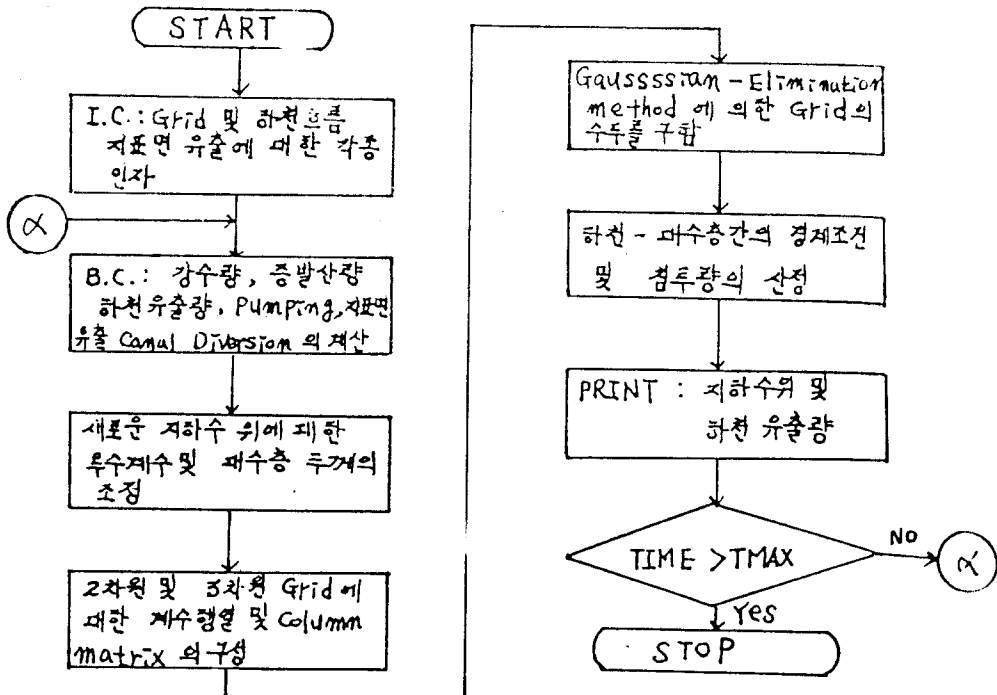 START
I.C.: Grid 및 하천흐름
지표면 유출에 대한 각종
인자
α
B.C.: 강수량, 증발산량
하천유출량, Pumping, 지표면
유출 Canal Diversion 의 계산
새로운 지하수 위에 대한
투수계수 및 대수층 두께의
조정
2차원 및 3차원 Grid 에
대한 계수행열 및 Column
matrix 의 구성
Gausssian - Elimination
method 에 의한 Grid의
수두를 구함
하천 - 대수층간의 경계조건
및 침투량의 산정
PRINT : 지하수위 및
하천 유출량
TIME > TMAX
NO
α
Yes
STOP